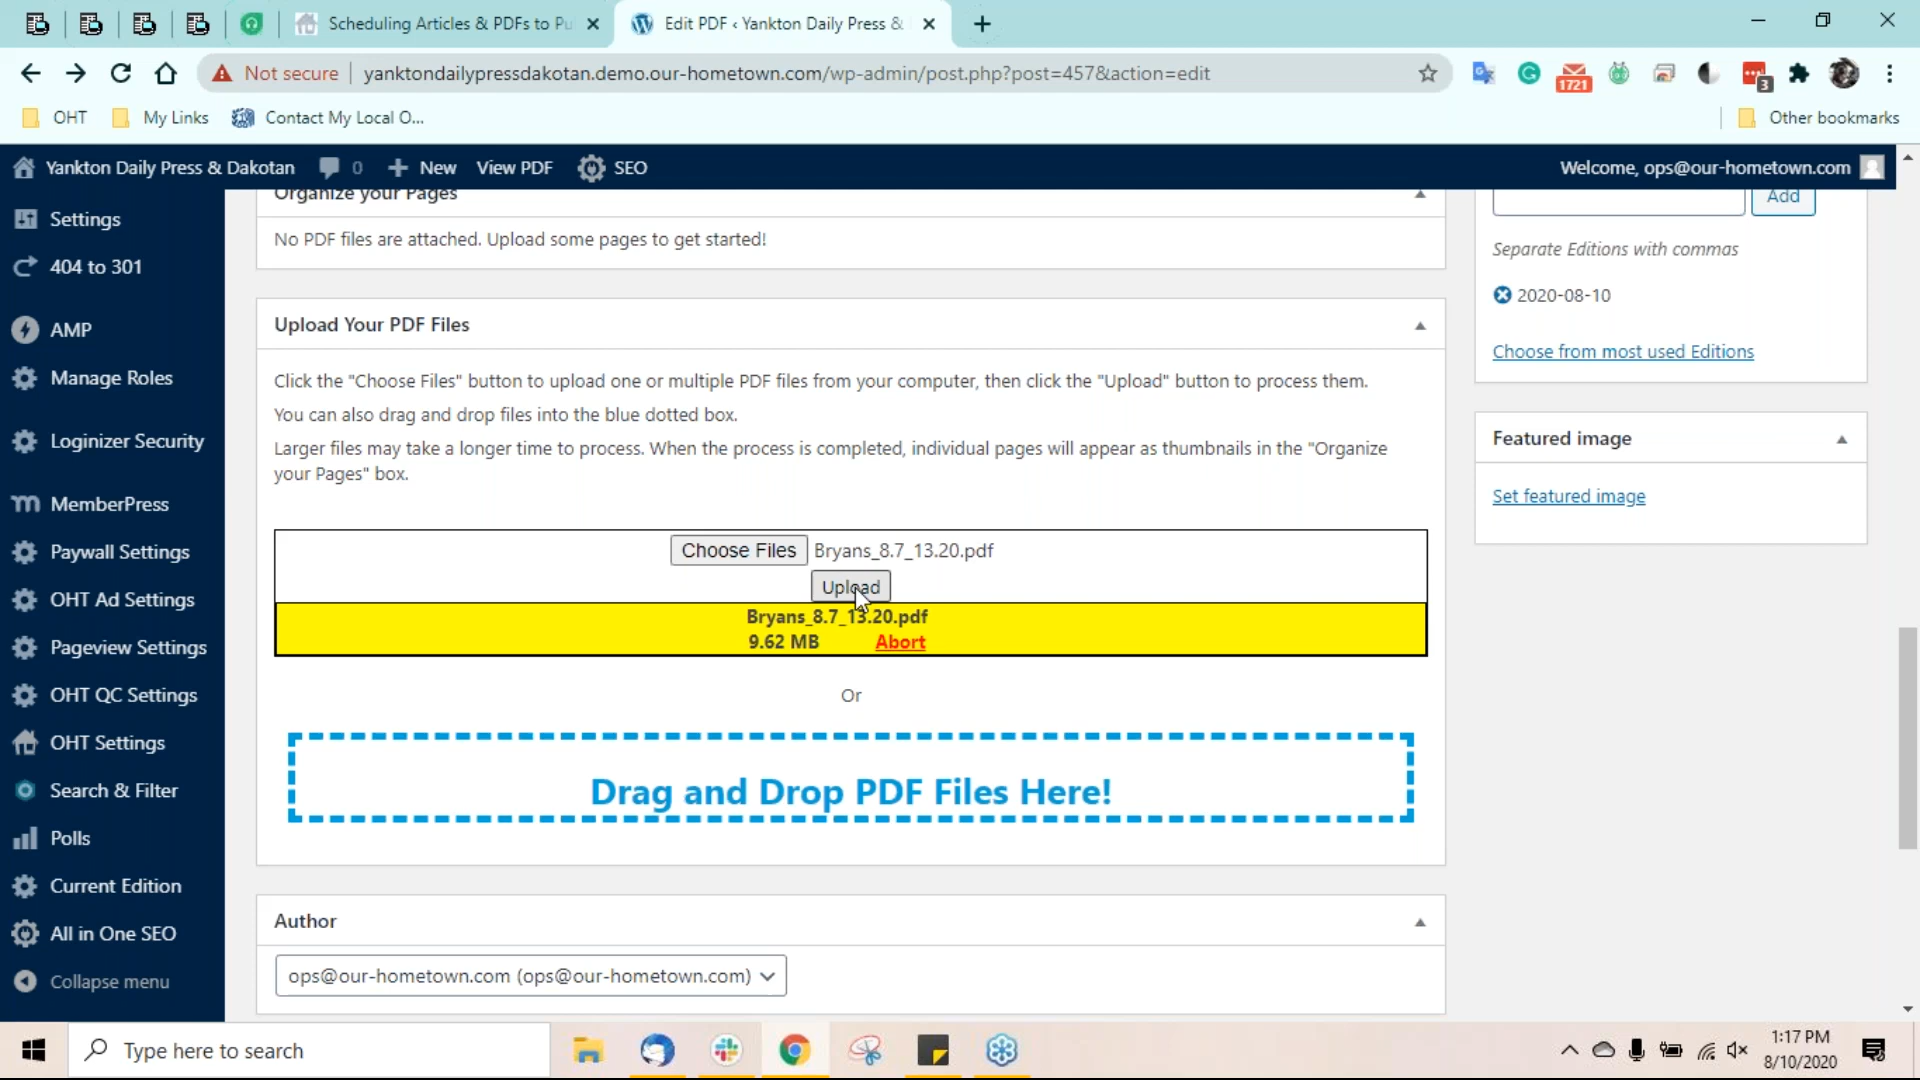 Scheduling Articles & PDFs to Pu
Edit PDF ‹ Yankton Daily Press &
Not secure
yanktondailypressdakotan.demo.our-hometown.com/wp-admin/post.php?post=457&action=edit
1721
3
OHT
My Links
Contact My Local O...
Other bookmarks
Yankton Daily Press & Dakotan
0
New
View PDF
SEO
Welcome, ops@our-hometown.com
Settings
404 to 301
AMP
Manage Roles
Loginizer Security
MemberPress
Paywall Settings
OHT Ad Settings
Pageview Settings
OHT QC Settings
OHT Settings
Search & Filter
Polls
Current Edition
All in One SEO
Collapse menu
Organize your Pages
No PDF files are attached. Upload some pages to get started!
Upload Your PDF Files
Click the "Choose Files" button to upload one or multiple PDF files from your computer, then click the "Upload" button to process them.
You can also drag and drop files into the blue dotted box.
Larger files may take a longer time to process. When the process is completed, individual pages will appear as thumbnails in the "Organize
your Pages" box.
Choose Files Bryans_8.7_13.20.pdf
Upload
Bryans_8.7_13.20.pdf
9.62 MB Abort
Or
Drag and Drop PDF Files Here!
Author
ops@our-hometown.com (ops@our-hometown.com)
Add
Separate Editions with commas
2020-08-10
Choose from most used Editions
Featured image
Set featured image
Type here to search
1:17 PM
8/10/2020